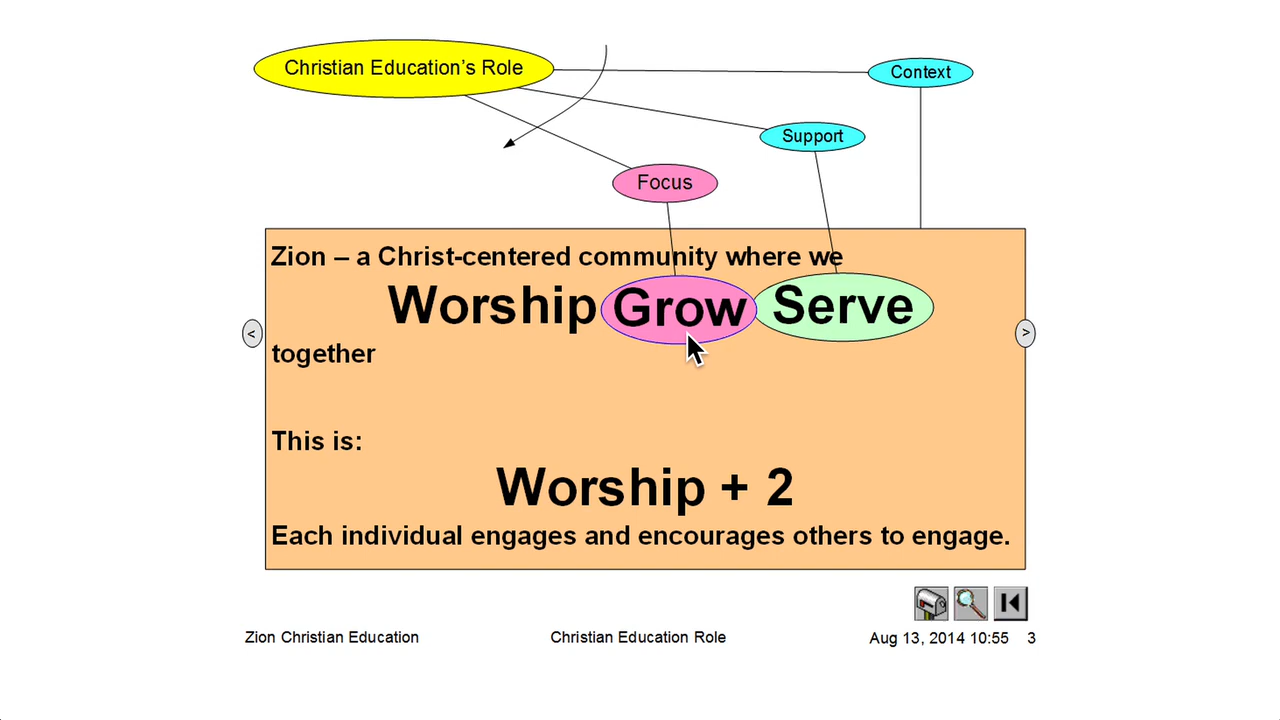 Christian Education’s Role
Context
Support
Focus
Zion – a Christ-centered community where we
Worship Grow Serve
together
< >
This is:
Worship + 2
Each individual engages and encourages others to engage.
Zion Christian Education Christian Education Role Aug 13, 2014 10:55 3